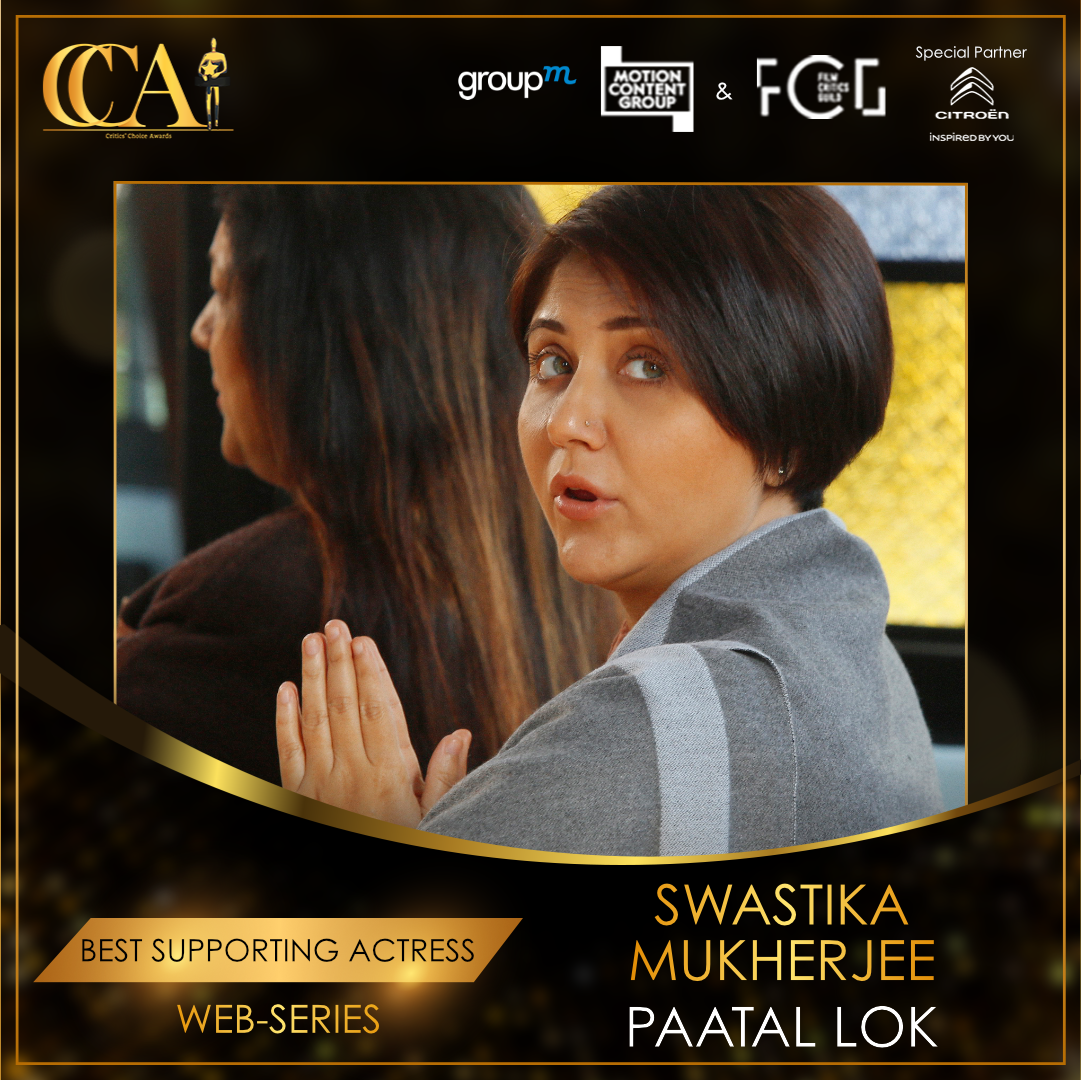 CCA
Critics' Choice Awards
groupm
MOTION
CONTENT
GROUP
&
FCG
FILM
CRITICS
GUILD
Special Partner
CITROËN
INSPIRED BY YOU
BEST SUPPORTING ACTRESS
WEB-SERIES
SWASTIKA
MUKHERJEE
PAATAL LOK